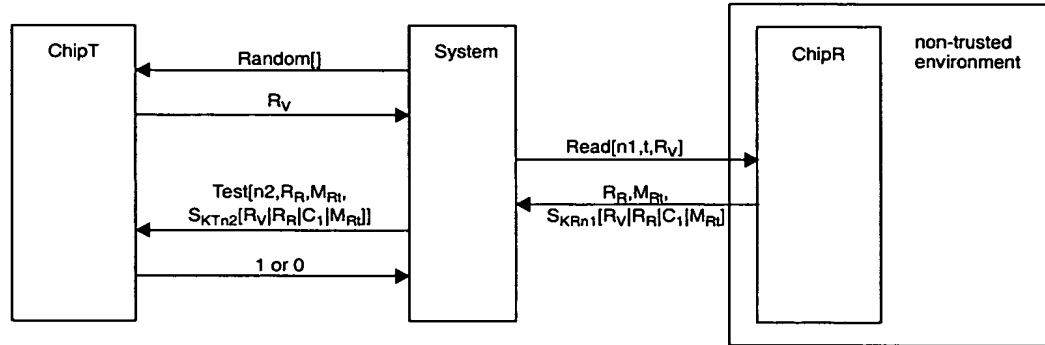 ChipT
System
ChipR
non-trusted
environment
Random[]
R_V
Read[n1,t,R_V]
Test[n2,R_R,M_Rt,
S_KTn2[R_V|R_R|C_1|M_Rt]]
R_R,M_Rt,
S_KRn1[R_V|R_R|C_1|M_Rt]
1 or 0